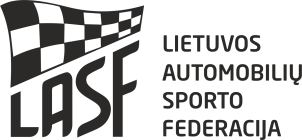 LASF
LIETUVOS
AUTOMOBILIŲ
SPORTO
FEDERACIJA